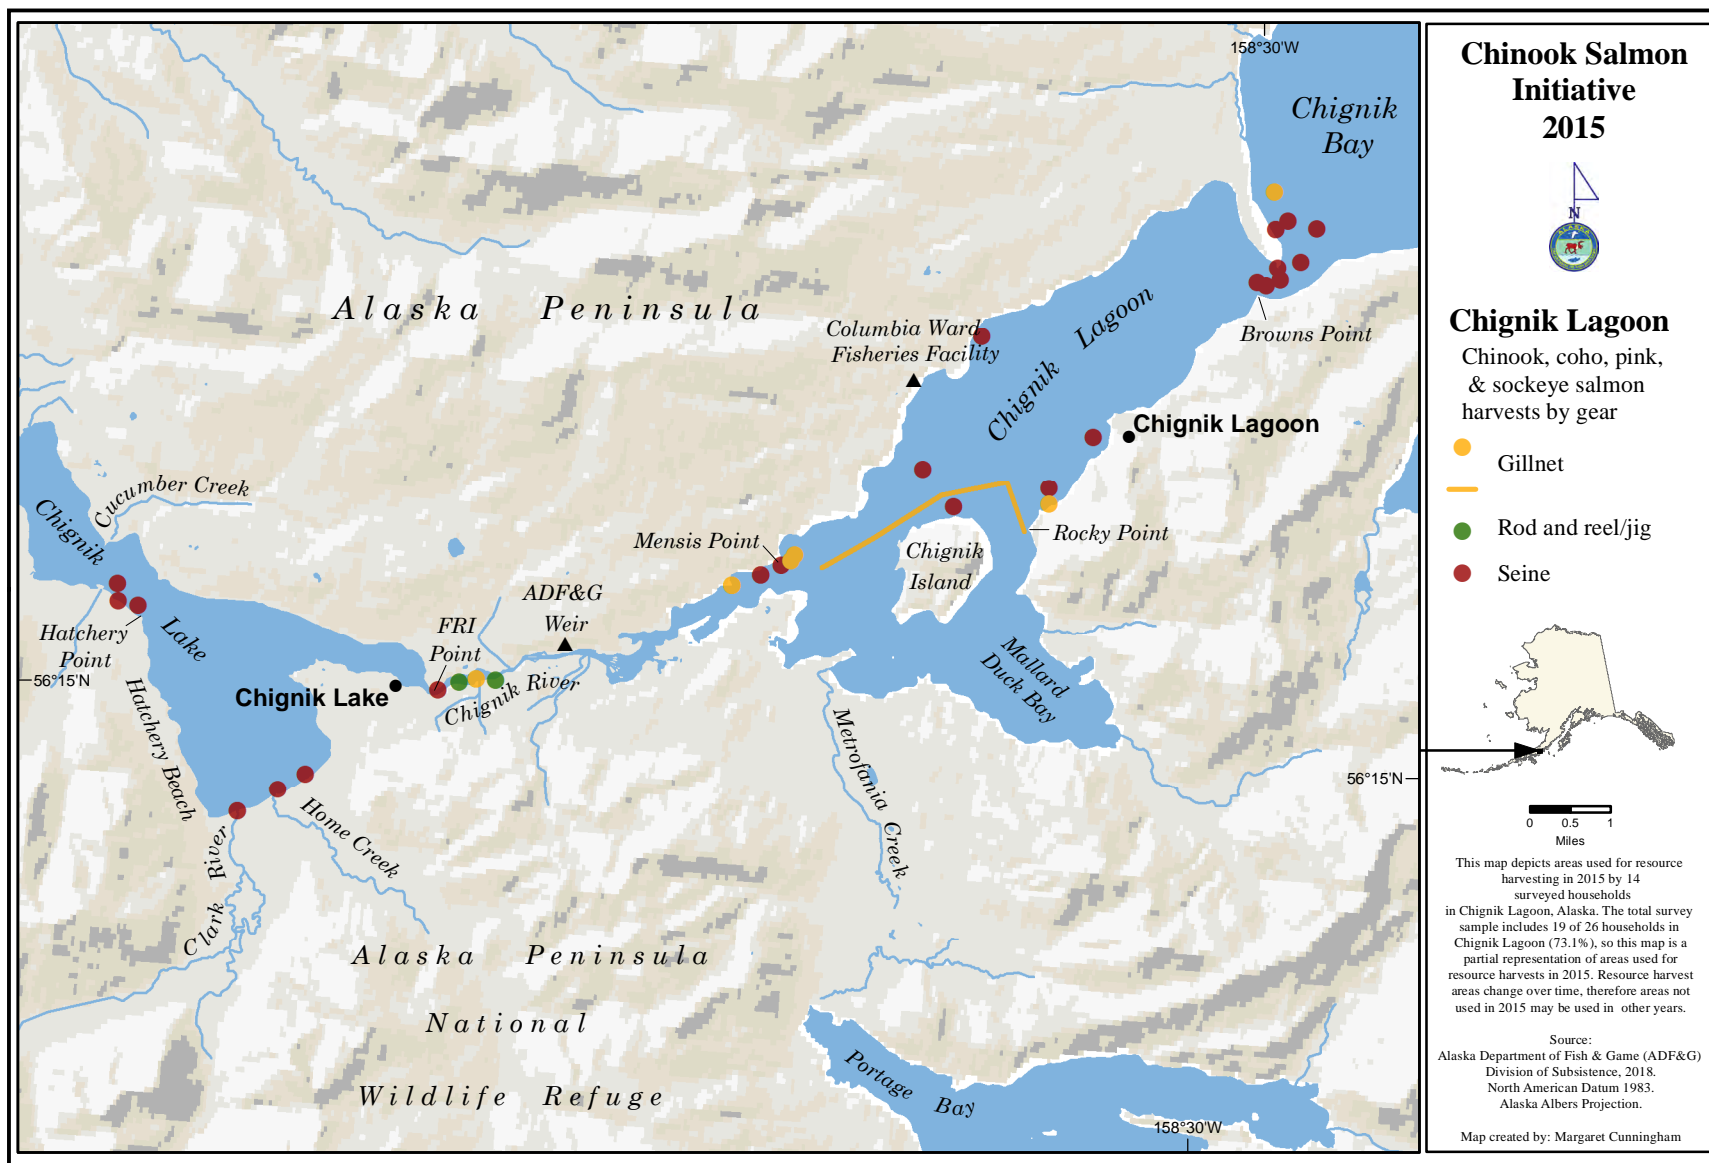 158°30'W
Chignik
Bay
Alaska Peninsula
Columbia Ward
Fisheries Facility
Chignik Lagoon
Browns Point
Chignik Lagoon
Cucumber Creek
Chignik
Lake
Mensis Point
Rocky Point
Chignik
Island
ADF&G
Weir
Hatchery
Point
FRI
Point
56°15'N
Chignik Lake
Chignik River
Mallard
Duck Bay
Hatchery Beach
Metrofania Creek
56°15'N
Home Creek
Clark River
Alaska Peninsula
National
Wildlife Refuge
Portage Bay
158°30'W
Chinook Salmon
Initiative
2015
N
ALASKA
Chignik Lagoon
Chinook, coho, pink,
& sockeye salmon
harvests by gear
Gillnet
Rod and reel/jig
Seine
0 0.5 1
Miles
This map depicts areas used for resource
harvesting in 2015 by 14
surveyed households
in Chignik Lagoon, Alaska. The total survey
sample includes 19 of 26 households in
Chignik Lagoon (73.1%), so this map is a
partial representation of areas used for
resource harvests in 2015. Resource harvest
areas change over time, therefore areas not
used in 2015 may be used in other years.
Source:
Alaska Department of Fish & Game (ADF&G)
Division of Subsistence, 2018.
North American Datum 1983.
Alaska Albers Projection.
Map created by: Margaret Cunningham